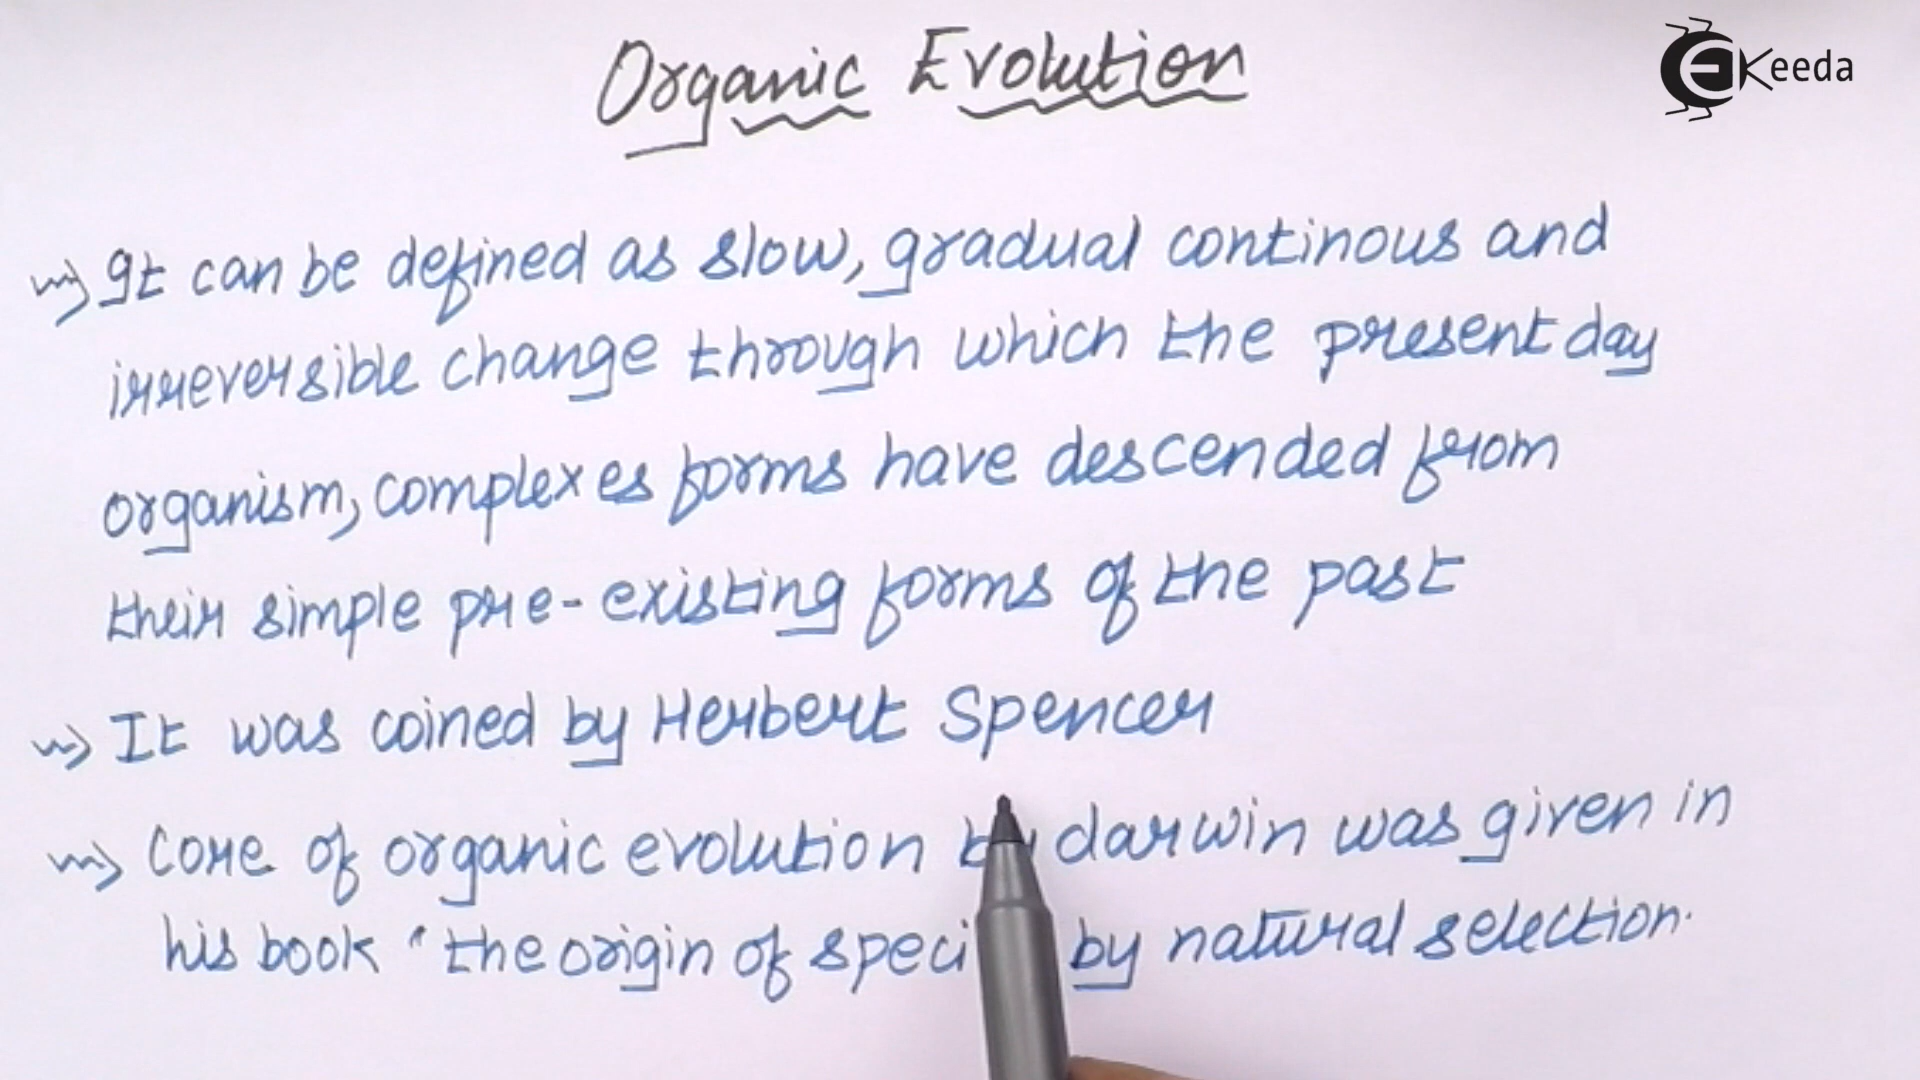 Organic Evolution
EKeeda
It can be defined as slow, gradual continous and
irreversible change through which the present day
organism, complexes forms have descended from
their simple pre-existing forms of the past
It was coined by Herbert Spencer
Core of organic evolution by darwin was given in
his book "the origin of speci by natural selection.